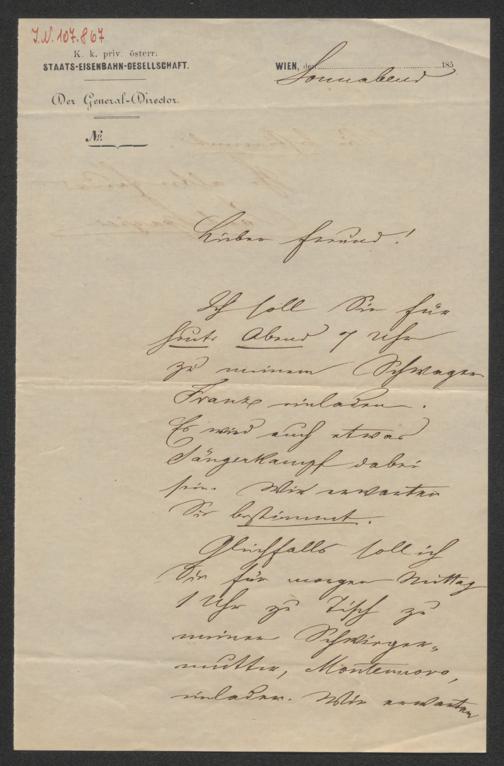 I.N. 107.867
K. k. priv. österr:
STAATS-EISENBAHN-GESELLSCHAFT.
Der General-Director.
No.
WIEN, den 185
Sonnabend
Lieber Freund!
Ich soll Sie für
heute Abend 7 Uhr
zu meinem Schwager
Franz einladen.
Es wird auch etwas
Sängerkampf dabei
sein. Wir erwarten
Sie bestimmt.
Gleichfalls soll ich
Sie für morgen Mittag
1 Uhr zu Tisch zu
meiner Schwieger-
mutter, Montenuovo,
einladen. Wir erwarten